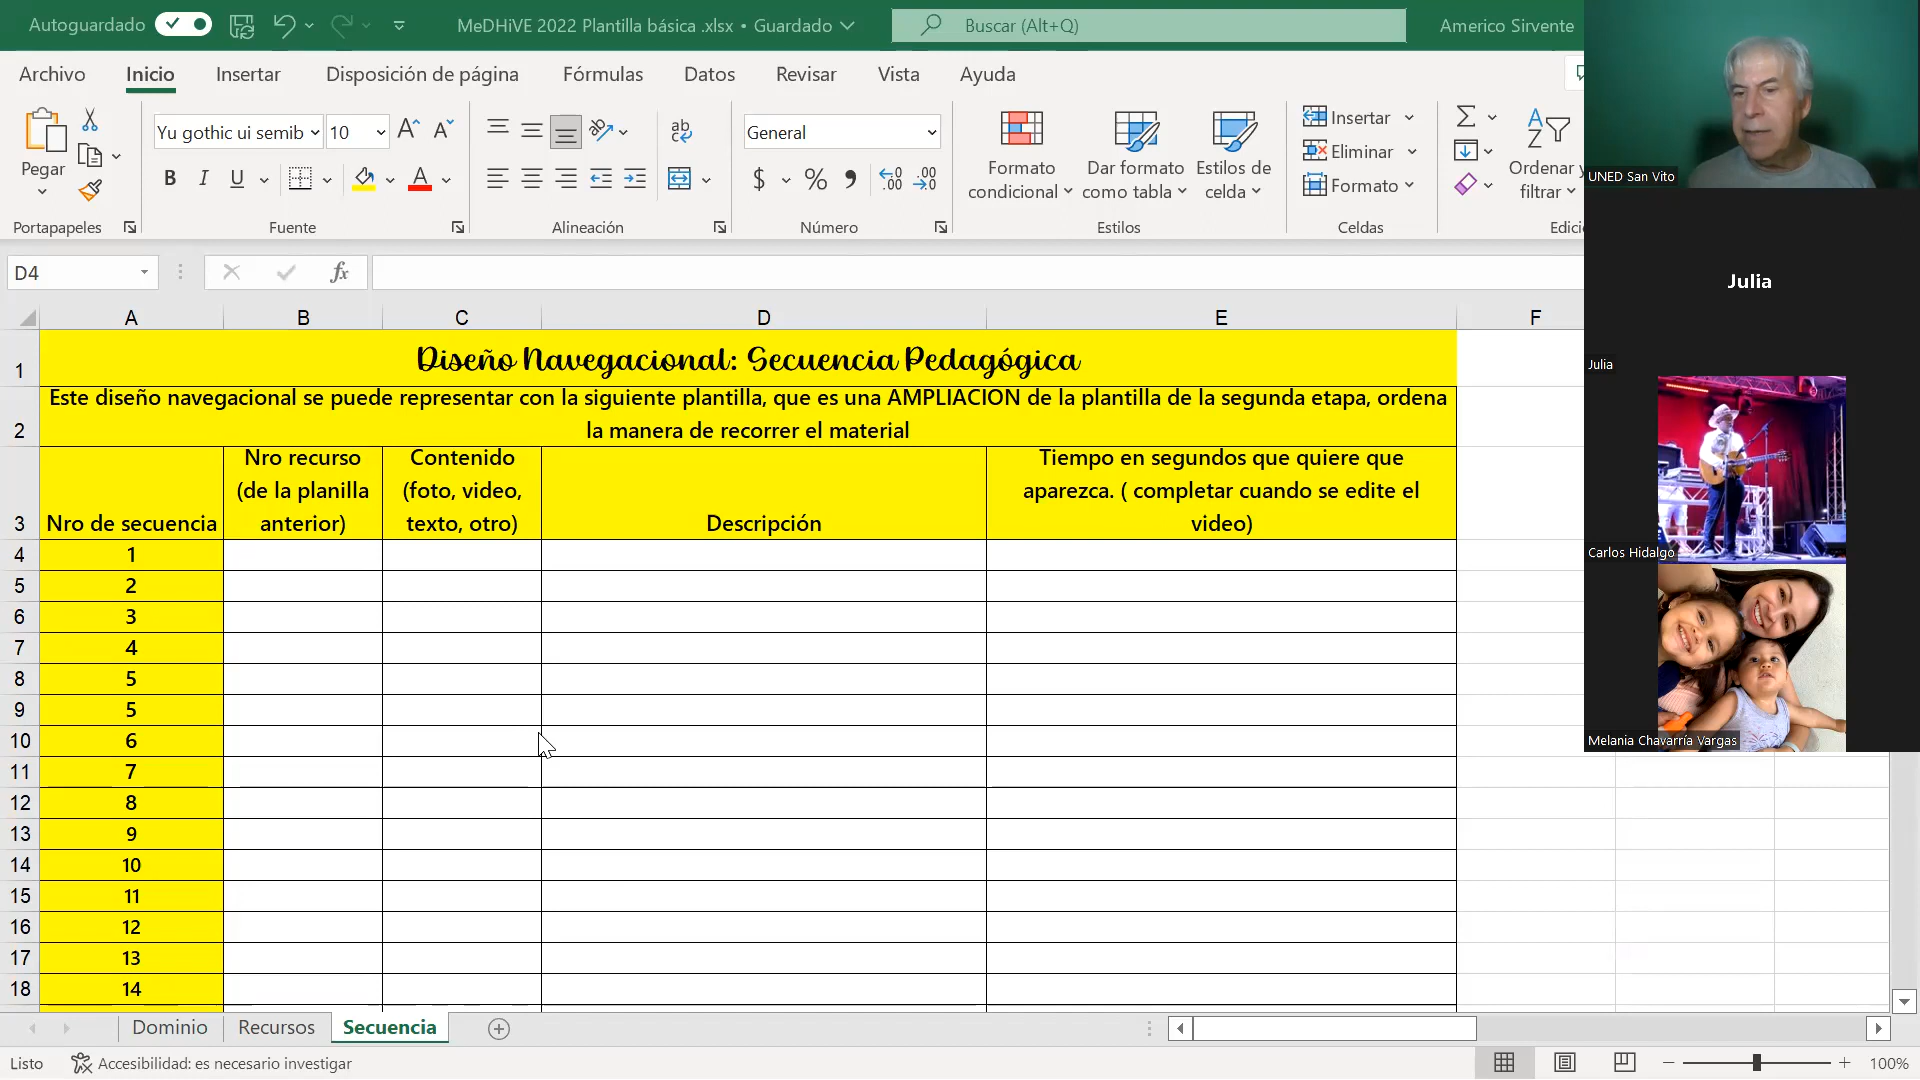 Autoguardado
MeDHiVE 2022 Plantilla básica .xlsx • Guardado
Buscar (Alt+Q)
Americo Sirvente
Archivo
Inicio
Insertar
Disposición de página
Fórmulas
Datos
Revisar
Vista
Ayuda
Pegar
Yu gothic ui semib
10
General
Formato condicional
Dar formato como tabla
Estilos de celda
Insertar
Eliminar
Formato
Ordenar y filtrar
Portapapeles
Fuente
Alineación
Número
Estilos
Celdas
Edici
D4
fx
A B C D E F
1 Diseño Navegacional: Secuencia Pedagógica
2 Este diseño navegacional se puede representar con la siguiente plantilla, que es una AMPLIACION de la plantilla de la segunda etapa, ordena
la manera de recorrer el material
3 Nro de secuencia
Nro recurso
(de la planilla
anterior)
Contenido
(foto, video,
texto, otro)
Descripción
Tiempo en segundos que quiere que
aparezca. ( completar cuando se edite el
video)
4 1
5 2
6 3
7 4
8 5
9 5
10 6
11 7
12 8
13 9
14 10
15 11
16 12
17 13
18 14
Dominio
Recursos
Secuencia
Listo
Accesibilidad: es necesario investigar
100%
UNED San Vito
Julia
Julia
Carlos Hidalgo
Melania Chavarría Vargas